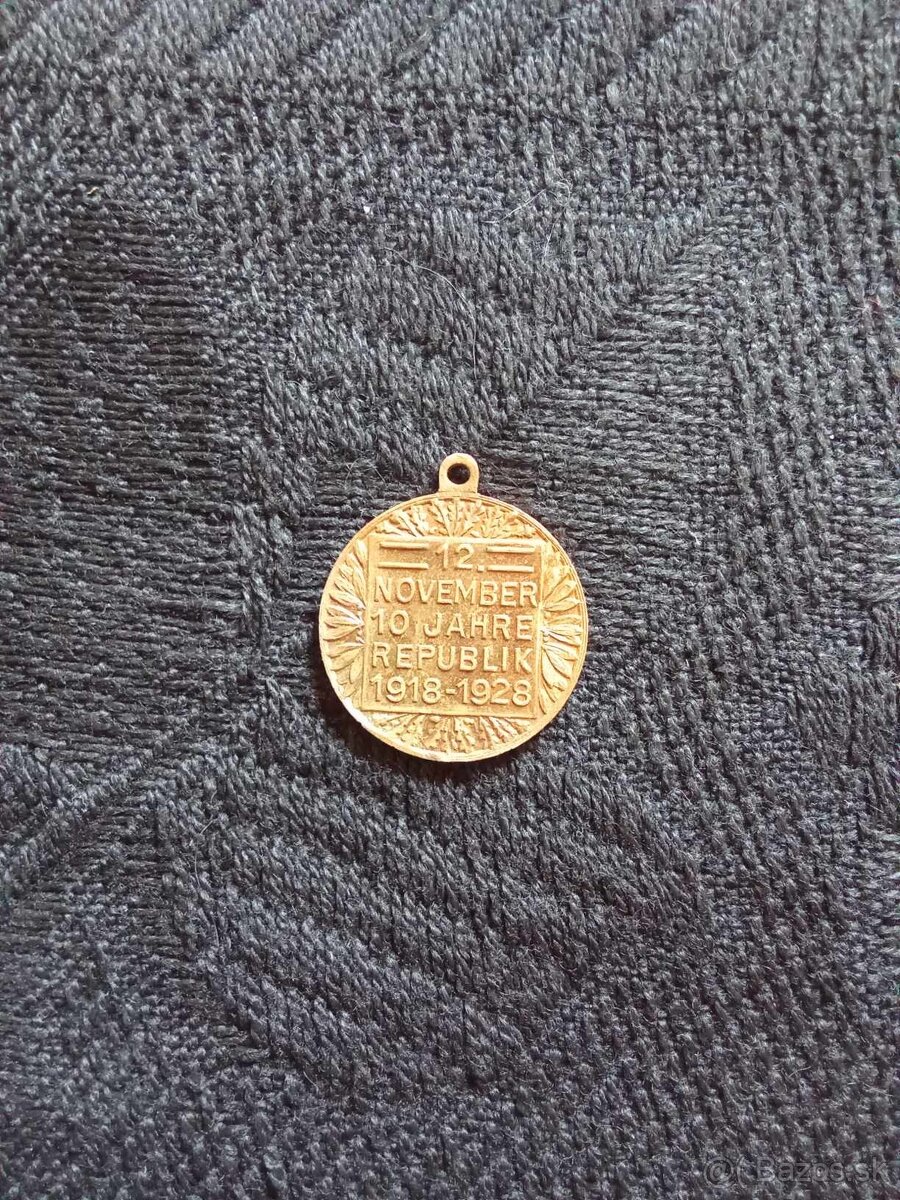 12.
NOVEMBER
10 JAHRE
REPUBLIK
1918-1928
Bazos.sk